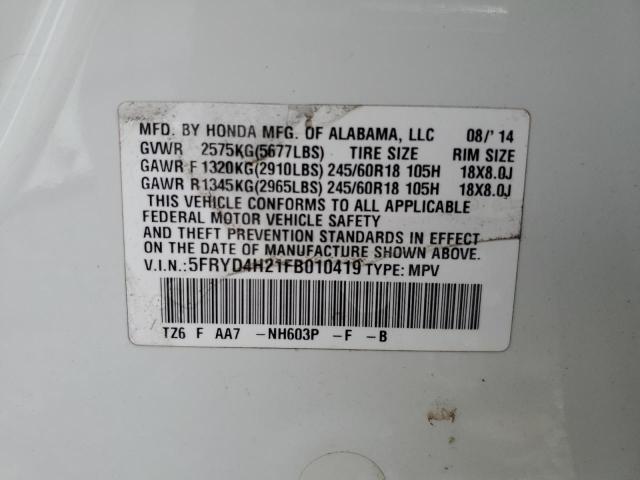 MFD. BY HONDA MFG. OF ALABAMA, LLC 08/'14
GVWR 2575KG(5677LBS) TIRE SIZE RIM SIZE
GAWR F 1320KG(2910LBS) 245/60R18 105H 18X8.0J
GAWR R1345KG(2965LBS) 245/60R18 105H 18X8.0J
THIS VEHICLE CONFORMS TO ALL APPLICABLE
FEDERAL MOTOR VEHICLE SAFETY
AND THEFT PREVENTION STANDARDS IN EFFECT
ON THE DATE OF MANUFACTURE SHOWN ABOVE.
V.I.N.:5FRYD4H21FB010419 TYPE: MPV
TZ6 F AA7 -NH603P -F -B